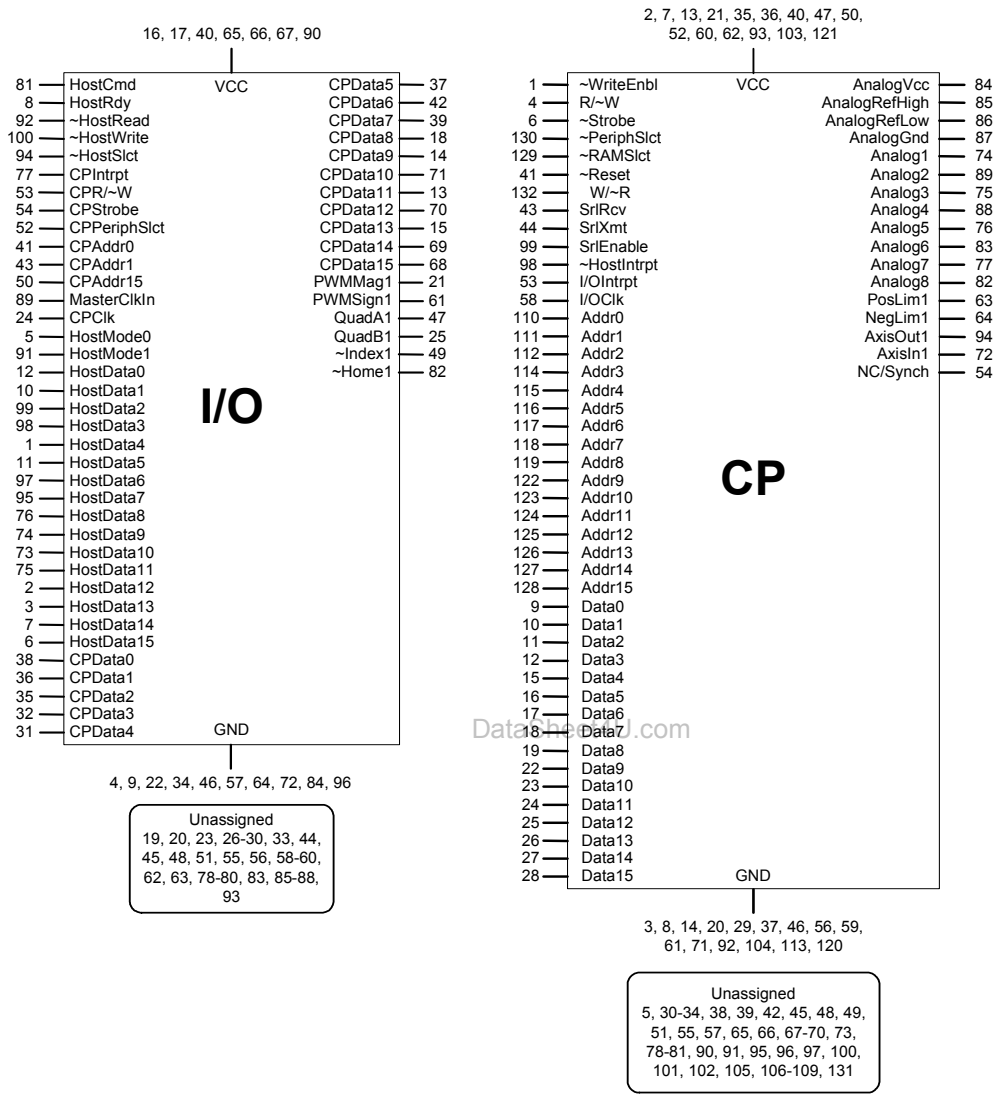 16, 17, 40, 65, 66, 67, 90
VCC
81 HostCmd
8 HostRdy
92 ~HostRead
100 ~HostWrite
94 ~HostSlct
77 CPIntrpt
53 CPR/~W
54 CPStrobe
52 CPPeriphSlct
41 CPAddr0
43 CPAddr1
50 CPAddr15
89 MasterClkIn
24 CPClk
5 HostMode0
91 HostMode1
12 HostData0
10 HostData1
99 HostData2
98 HostData3
1 HostData4
11 HostData5
97 HostData6
95 HostData7
76 HostData8
74 HostData9
73 HostData10
75 HostData11
2 HostData12
3 HostData13
7 HostData14
6 HostData15
38 CPData0
36 CPData1
35 CPData2
32 CPData3
31 CPData4
CPData5 37
CPData6 42
CPData7 39
CPData8 18
CPData9 14
CPData10 71
CPData11 13
CPData12 70
CPData13 15
CPData14 69
CPData15 68
PWMMag1 21
PWMSign1 61
QuadA1 47
QuadB1 25
~Index1 49
~Home1 82
I/O
GND
4, 9, 22, 34, 46, 57, 64, 72, 84, 96
Unassigned
19, 20, 23, 26-30, 33, 44,
45, 48, 51, 55, 56, 58-60,
62, 63, 78-80, 83, 85-88,
93
2, 7, 13, 21, 35, 36, 40, 47, 50,
52, 60, 62, 93, 103, 121
VCC
1 ~WriteEnbl
4 R/~W
6 ~Strobe
130 ~PeriphSlct
129 ~RAMSlct
41 ~Reset
132 W/~R
43 SrlRcv
44 SrlXmt
99 SrlEnable
98 ~HostIntrpt
53 I/OIntrpt
58 I/OClk
110 Addr0
111 Addr1
112 Addr2
114 Addr3
115 Addr4
116 Addr5
117 Addr6
118 Addr7
119 Addr8
122 Addr9
123 Addr10
124 Addr11
125 Addr12
126 Addr13
127 Addr14
128 Addr15
9 Data0
10 Data1
11 Data2
12 Data3
15 Data4
16 Data5
17 Data6
18 Data7
19 Data8
22 Data9
23 Data10
24 Data11
25 Data12
26 Data13
27 Data14
28 Data15
AnalogVcc 84
AnalogRefHigh 85
AnalogRefLow 86
AnalogGnd 87
Analog1 74
Analog2 89
Analog3 75
Analog4 88
Analog5 76
Analog6 83
Analog7 77
Analog8 82
PosLim1 63
NegLim1 64
AxisOut1 94
AxisIn1 72
NC/Synch 54
CP
DataSheet4U.com
GND
3, 8, 14, 20, 29, 37, 46, 56, 59,
61, 71, 92, 104, 113, 120
Unassigned
5, 30-34, 38, 39, 42, 45, 48, 49,
51, 55, 57, 65, 66, 67-70, 73,
78-81, 90, 91, 95, 96, 97, 100,
101, 102, 105, 106-109, 131